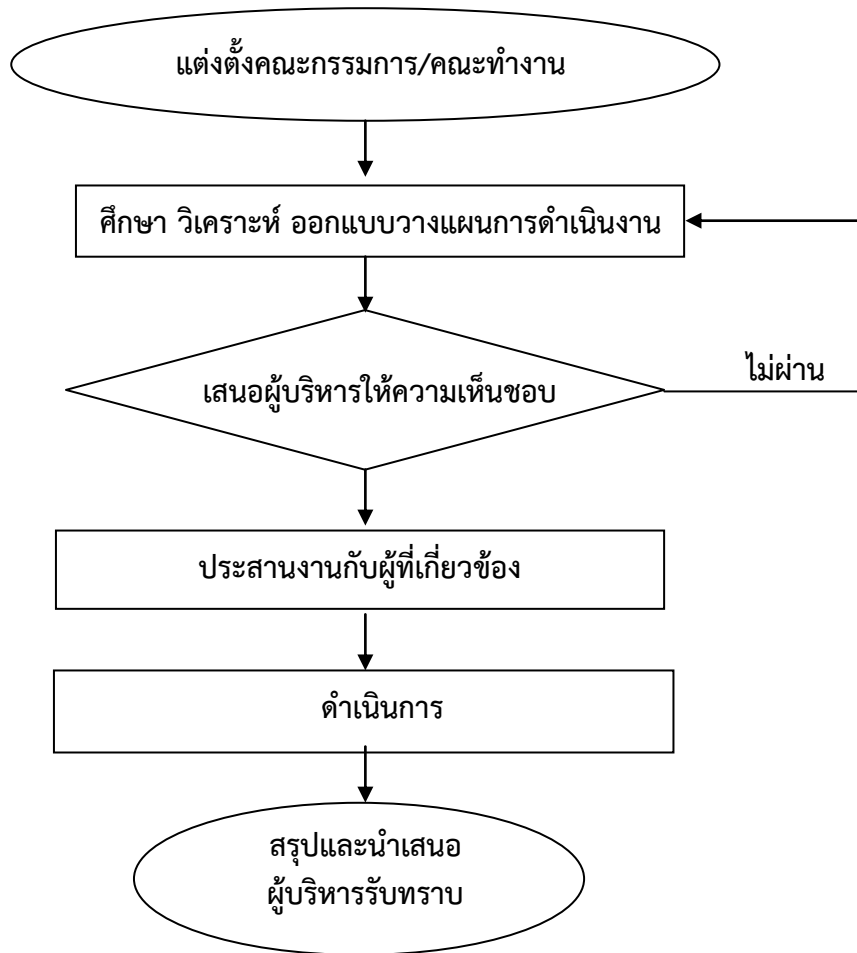 แต่งตั้งคณะกรรมการ/คณะทำงาน
ศึกษา วิเคราะห์ ออกแบบวางแผนการดำเนินงาน
เสนอผู้บริหารให้ความเห็นชอบ
ไม่ผ่าน
ประสานงานกับผู้ที่เกี่ยวข้อง
ดำเนินการ
สรุปและนำเสนอ
ผู้บริหารรับทราบ